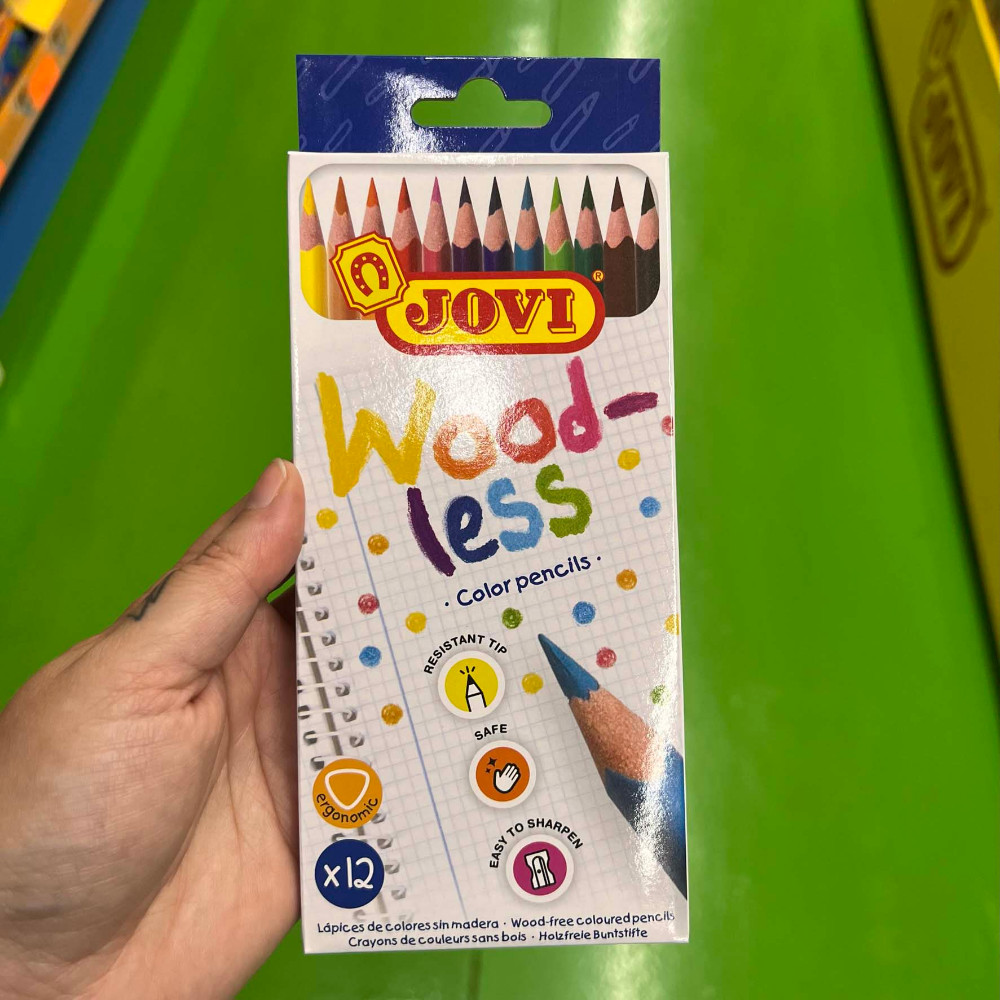 JOVI
®
Wood-
less
· Color pencils ·
RESISTANT TIP
SAFE
EASY TO SHARPEN
ergonomic
x12
Lápices de colores sin madera · Wood-free coloured pencils
Crayons de couleurs sans bois · Holzfreie Buntstifte
JOVI